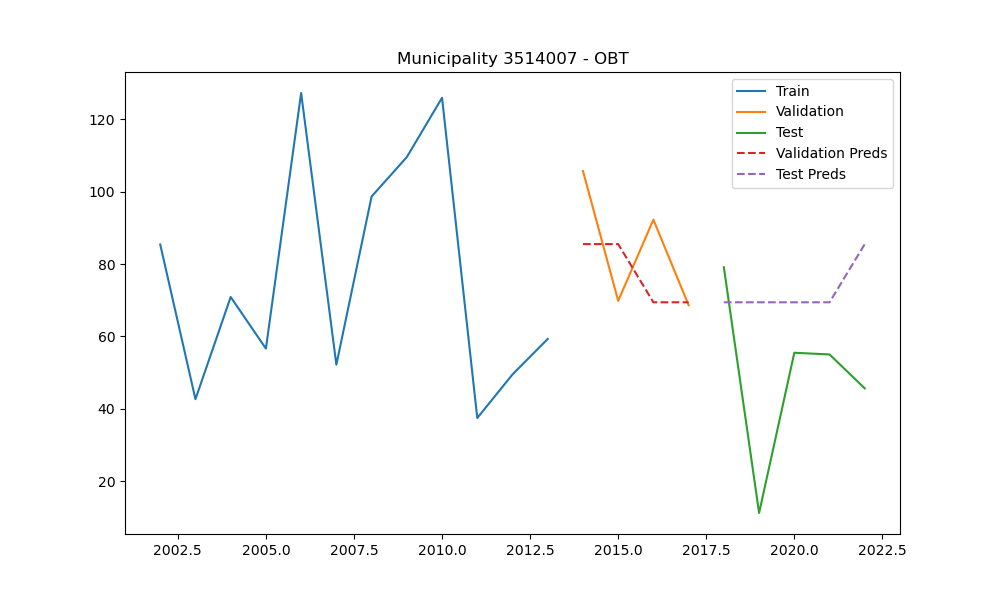 Municipality 3514007 - OBT
Train
Validation
Test
Validation Preds
Test Preds
120
100
80
60
40
20
2002.5 2005.0 2007.5 2010.0 2012.5 2015.0 2017.5 2020.0 2022.5